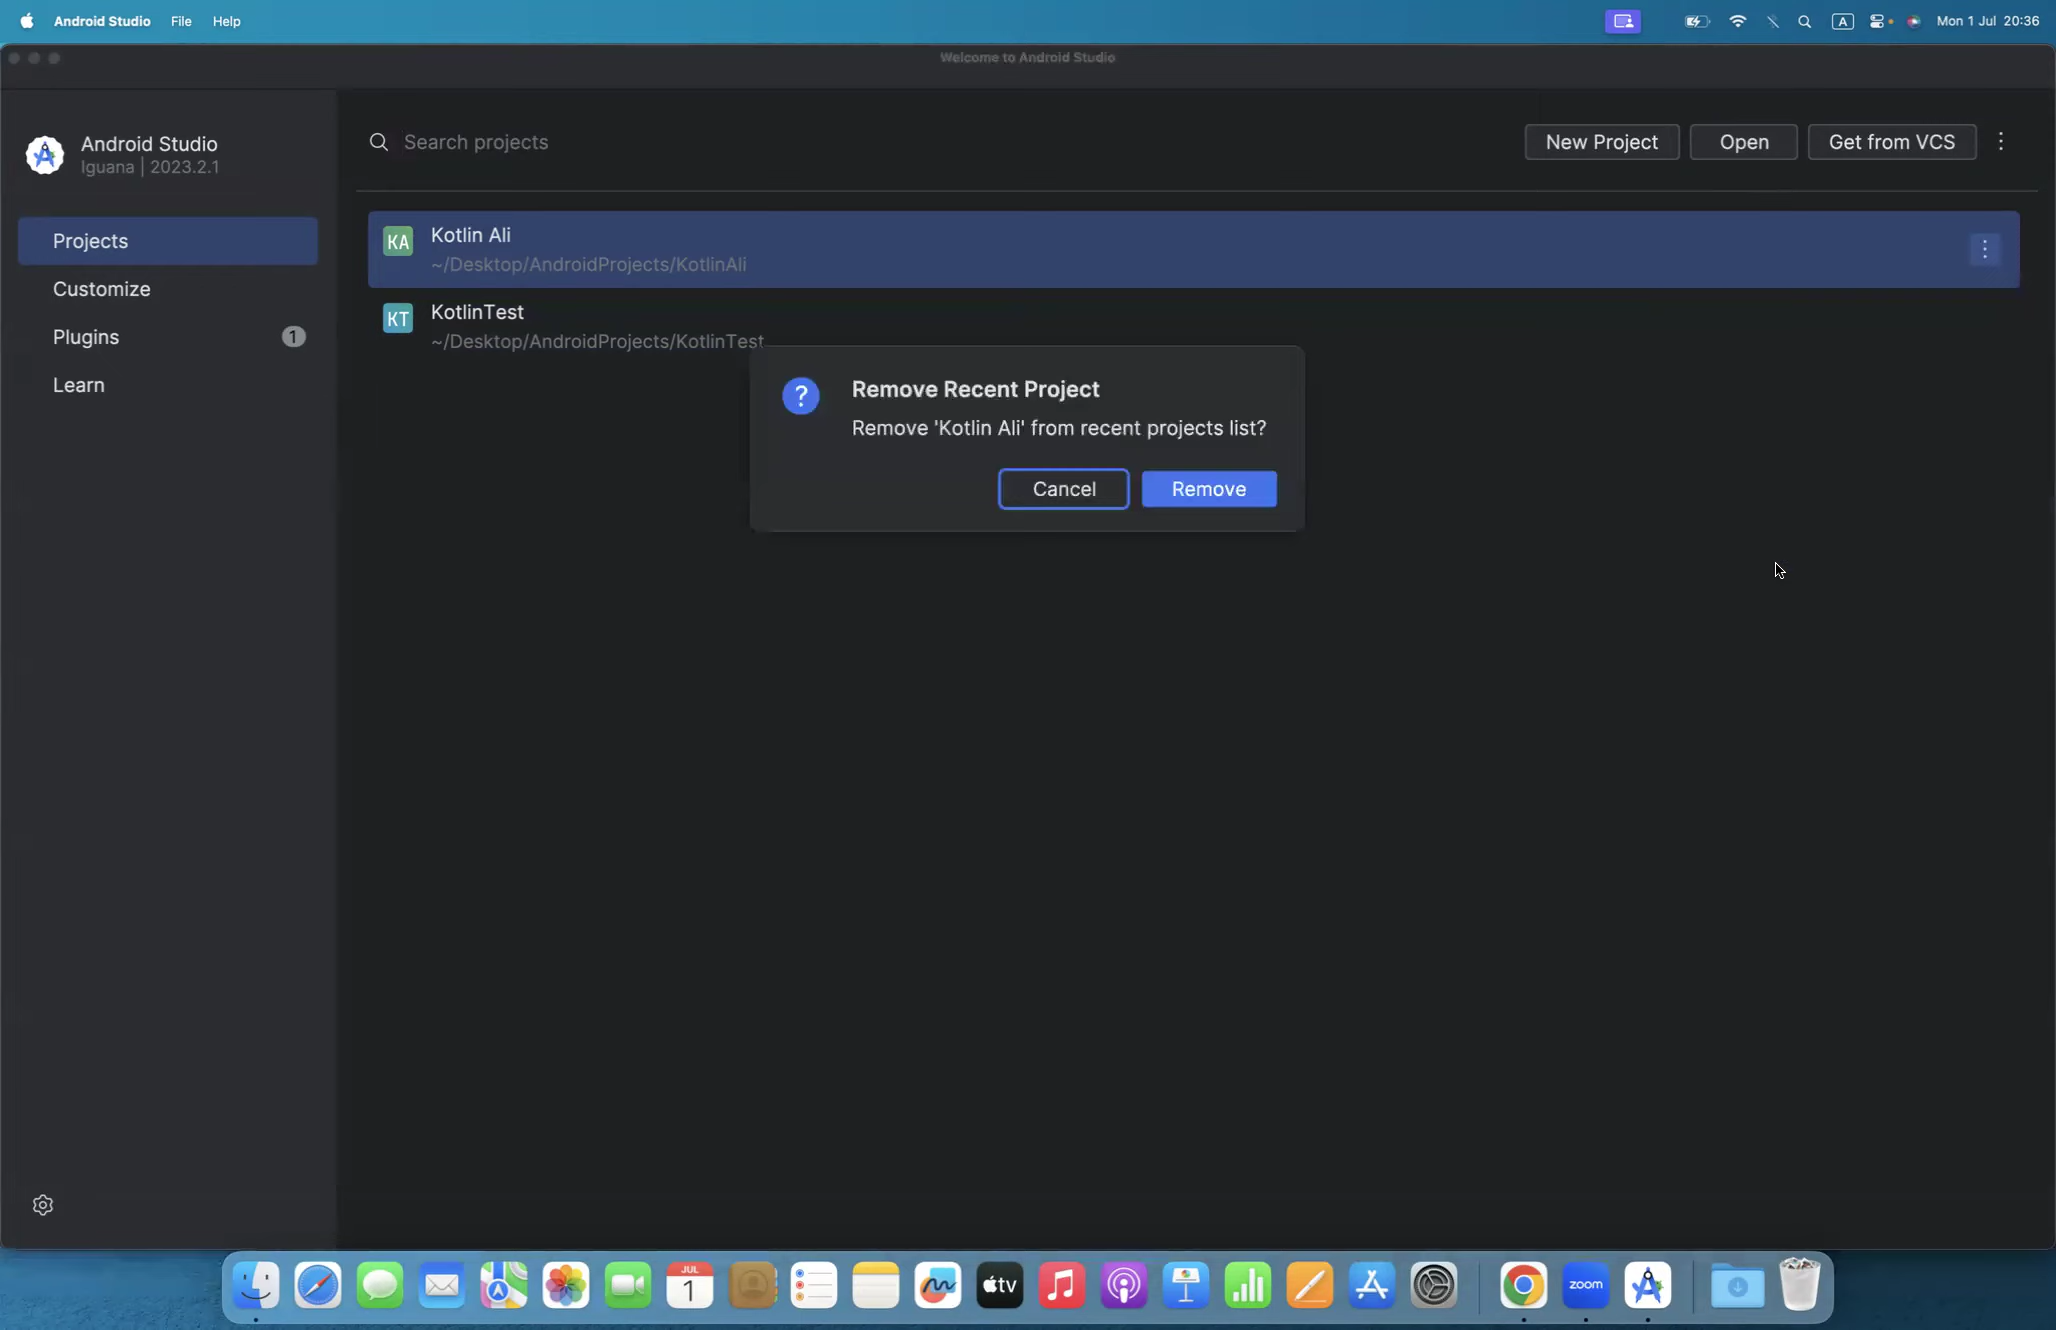 Android Studio File Help
A
Mon 1 Jul 20:36
Welcome to Android Studio
Android Studio
Iguana | 2023.2.1
Search projects
New Project
Open
Get from VCS
Projects
Customize
Plugins
1
Learn
KA
Kotlin Ali
~/Desktop/AndroidProjects/KotlinAli
KT
KotlinTest
~/Desktop/AndroidProjects/KotlinTest
?
Remove Recent Project
Remove 'Kotlin Ali' from recent projects list?
Cancel
Remove
JUL
1
tv
zoom